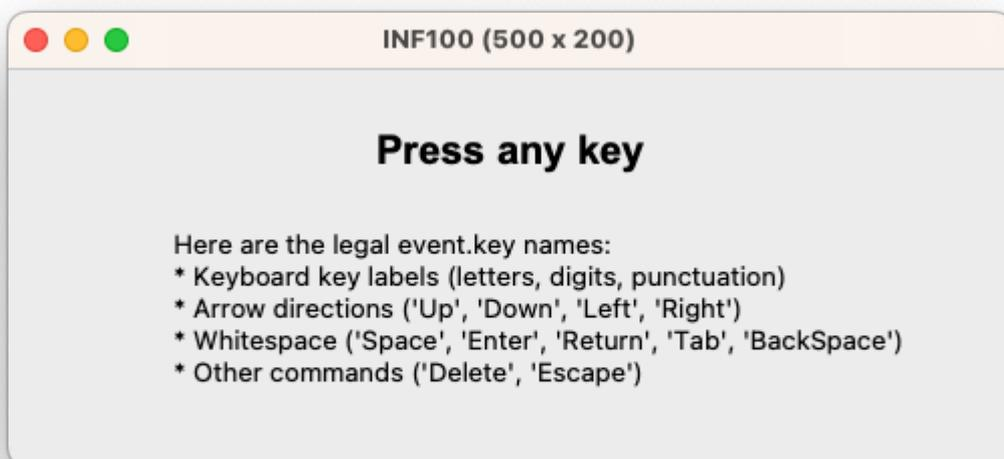 INF100 (500 x 200)
Press any key
Here are the legal event.key names:
* Keyboard key labels (letters, digits, punctuation)
* Arrow directions ('Up', 'Down', 'Left', 'Right')
* Whitespace ('Space', 'Enter', 'Return', 'Tab', 'BackSpace')
* Other commands ('Delete', 'Escape')